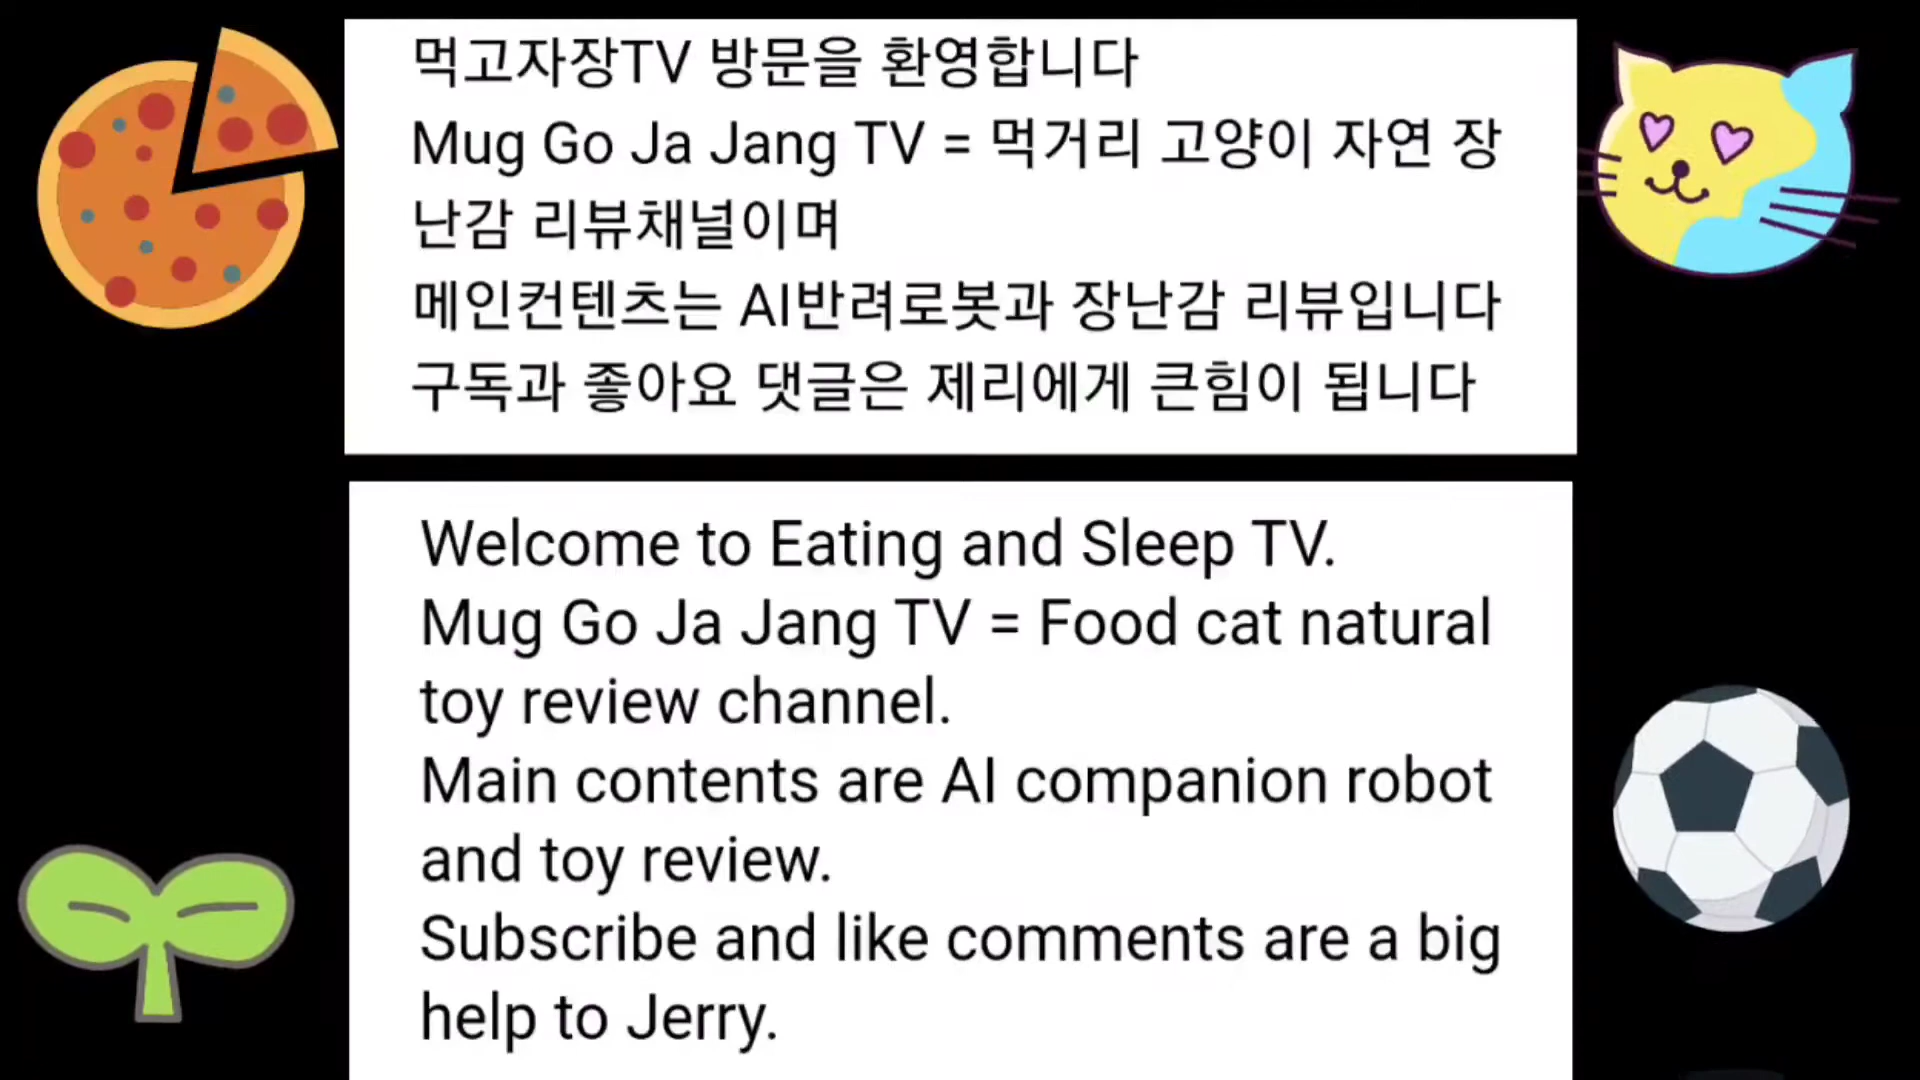 먹고자장TV 방문을 환영합니다
Mug Go Ja Jang TV = 먹거리 고양이 자연 장
난감 리뷰채널이며
메인컨텐츠는 AI반려로봇과 장난감 리뷰입니다
구독과 좋아요 댓글은 제리에게 큰힘이 됩니다
Welcome to Eating and Sleep TV.
Mug Go Ja Jang TV = Food cat natural
toy review channel.
Main contents are AI companion robot
and toy review.
Subscribe and like comments are a big
help to Jerry.